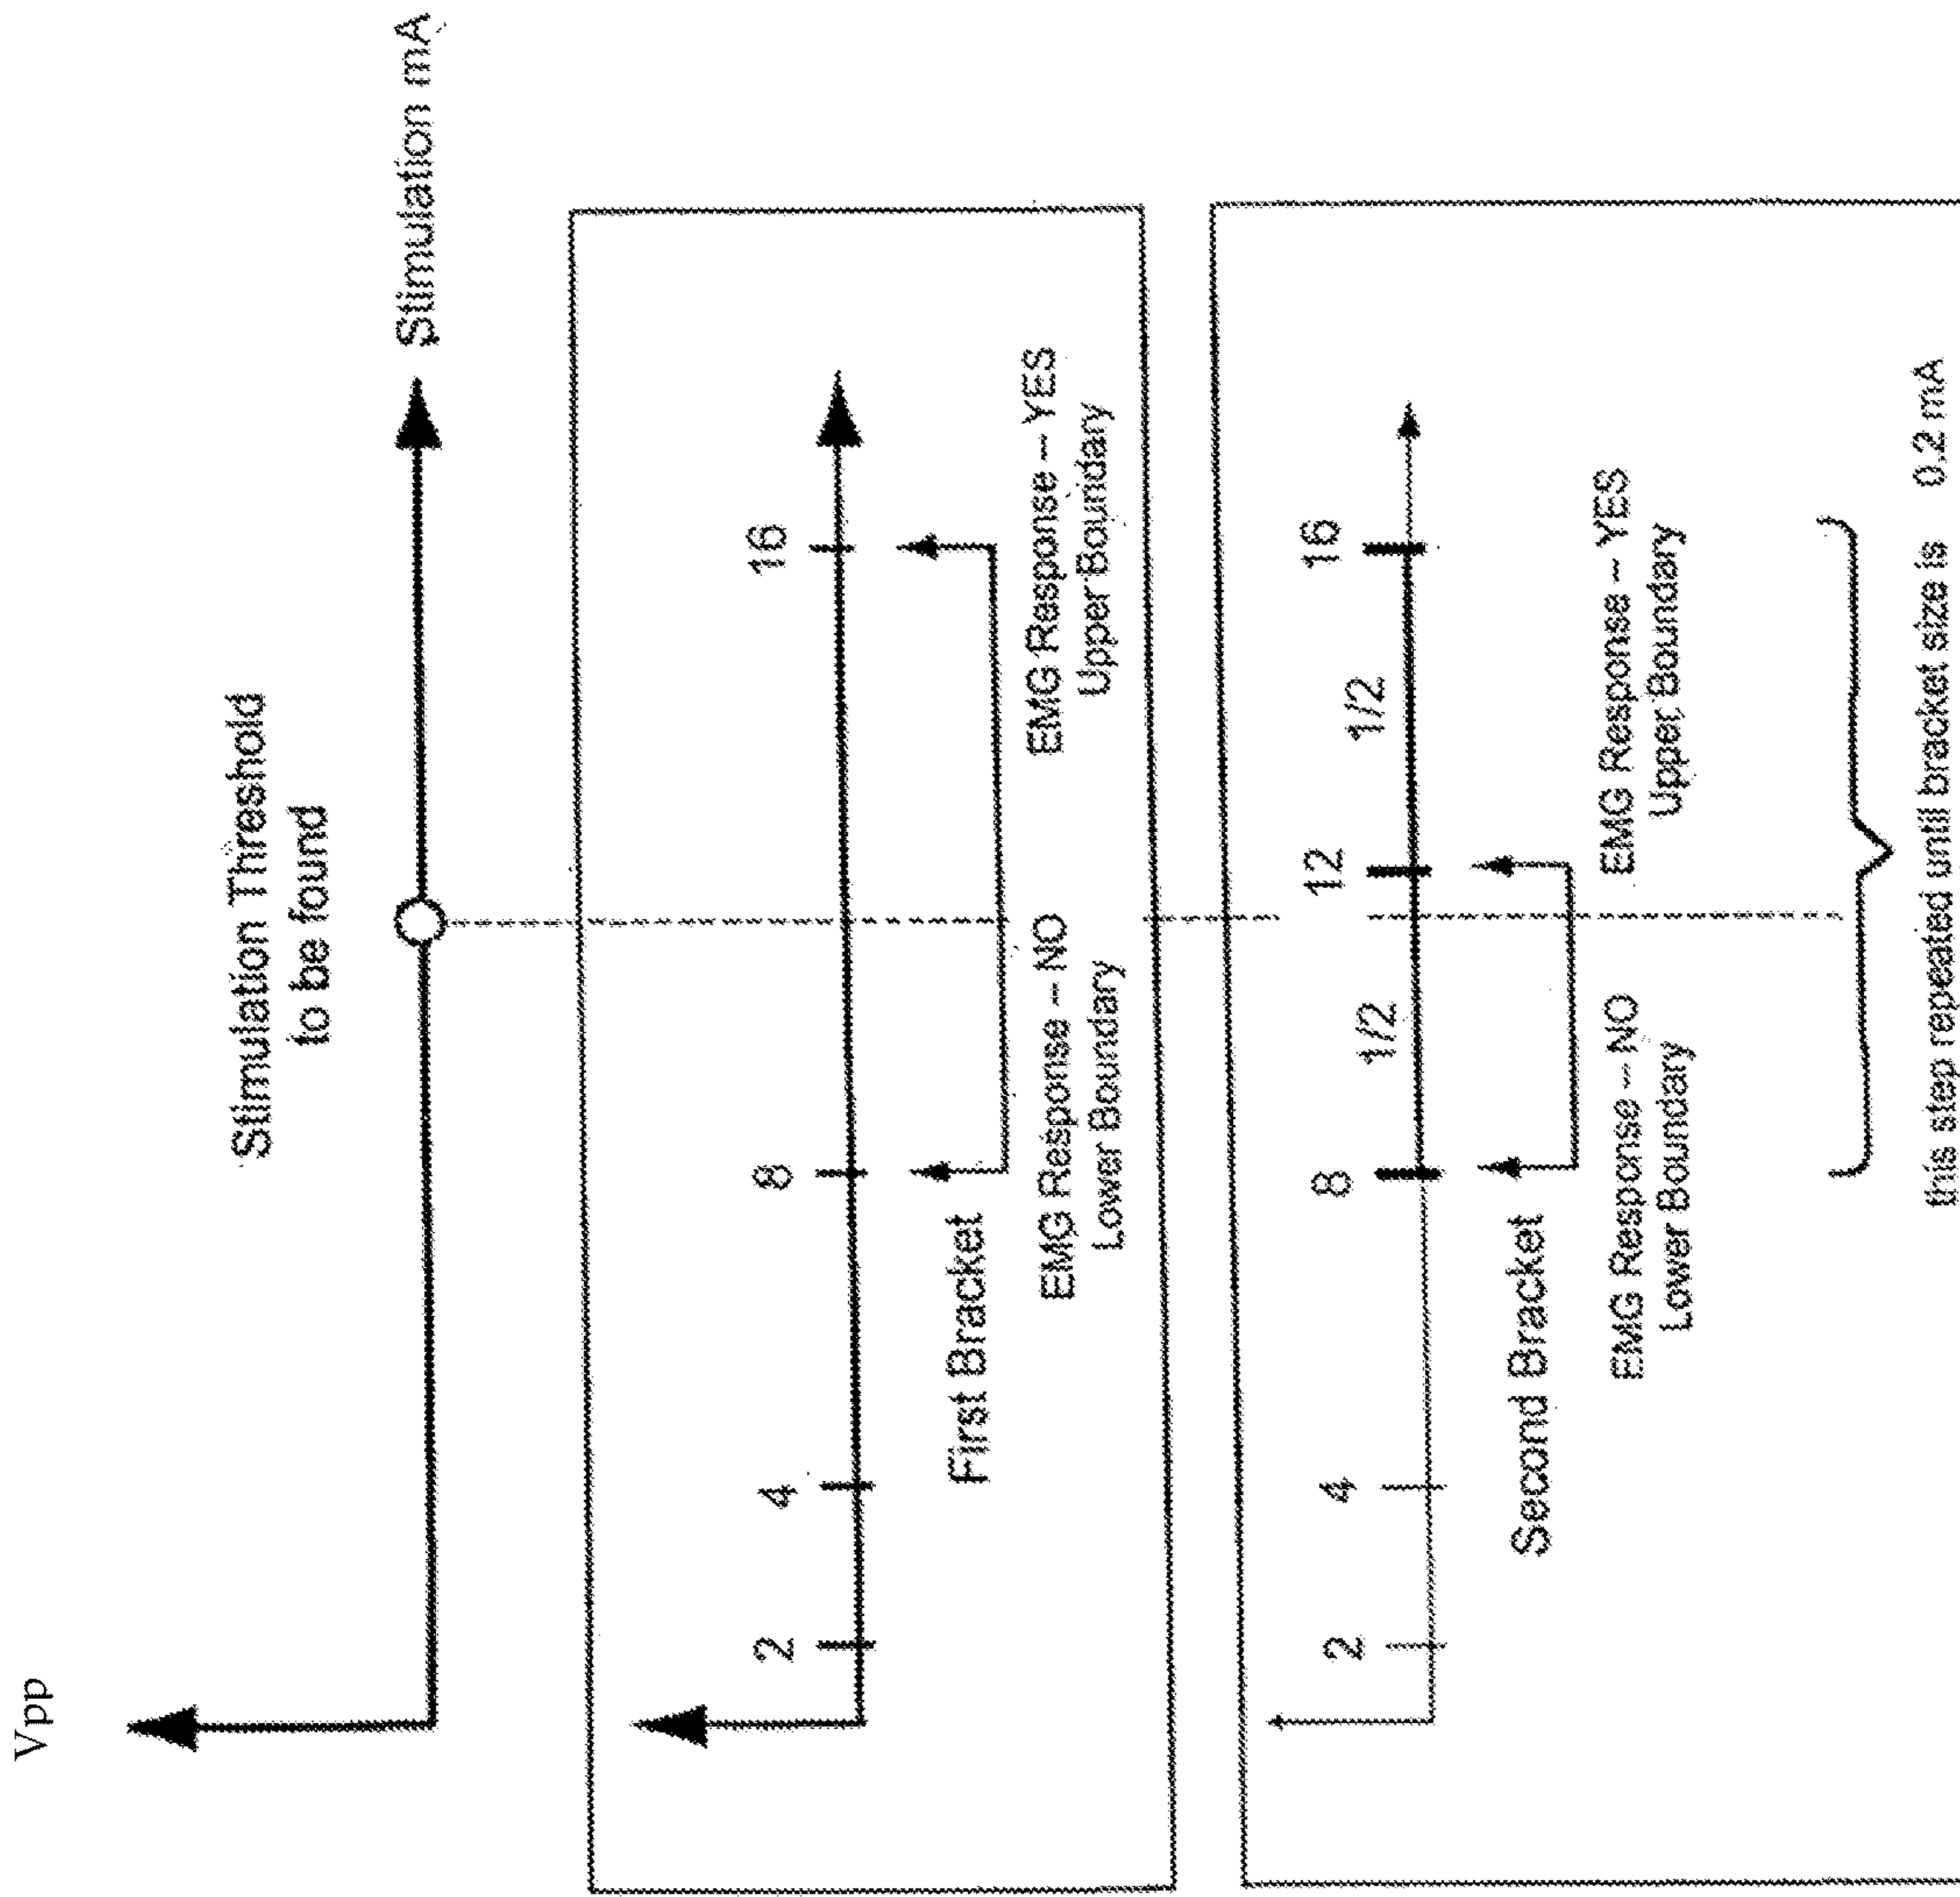 Vpp
Stimulation Threshold
to be found
Stimulation mA
2 4 8 16
First Bracket
EMG Response -- NO
Lower Boundary
EMG Response -- YES
Upper Boundary
2 4 8 1/2 12 1/2 16
Second Bracket
EMG Response -- NO
Lower Boundary
EMG Response -- YES
Upper Boundary
this step repeated until bracket size is 0.2 mA